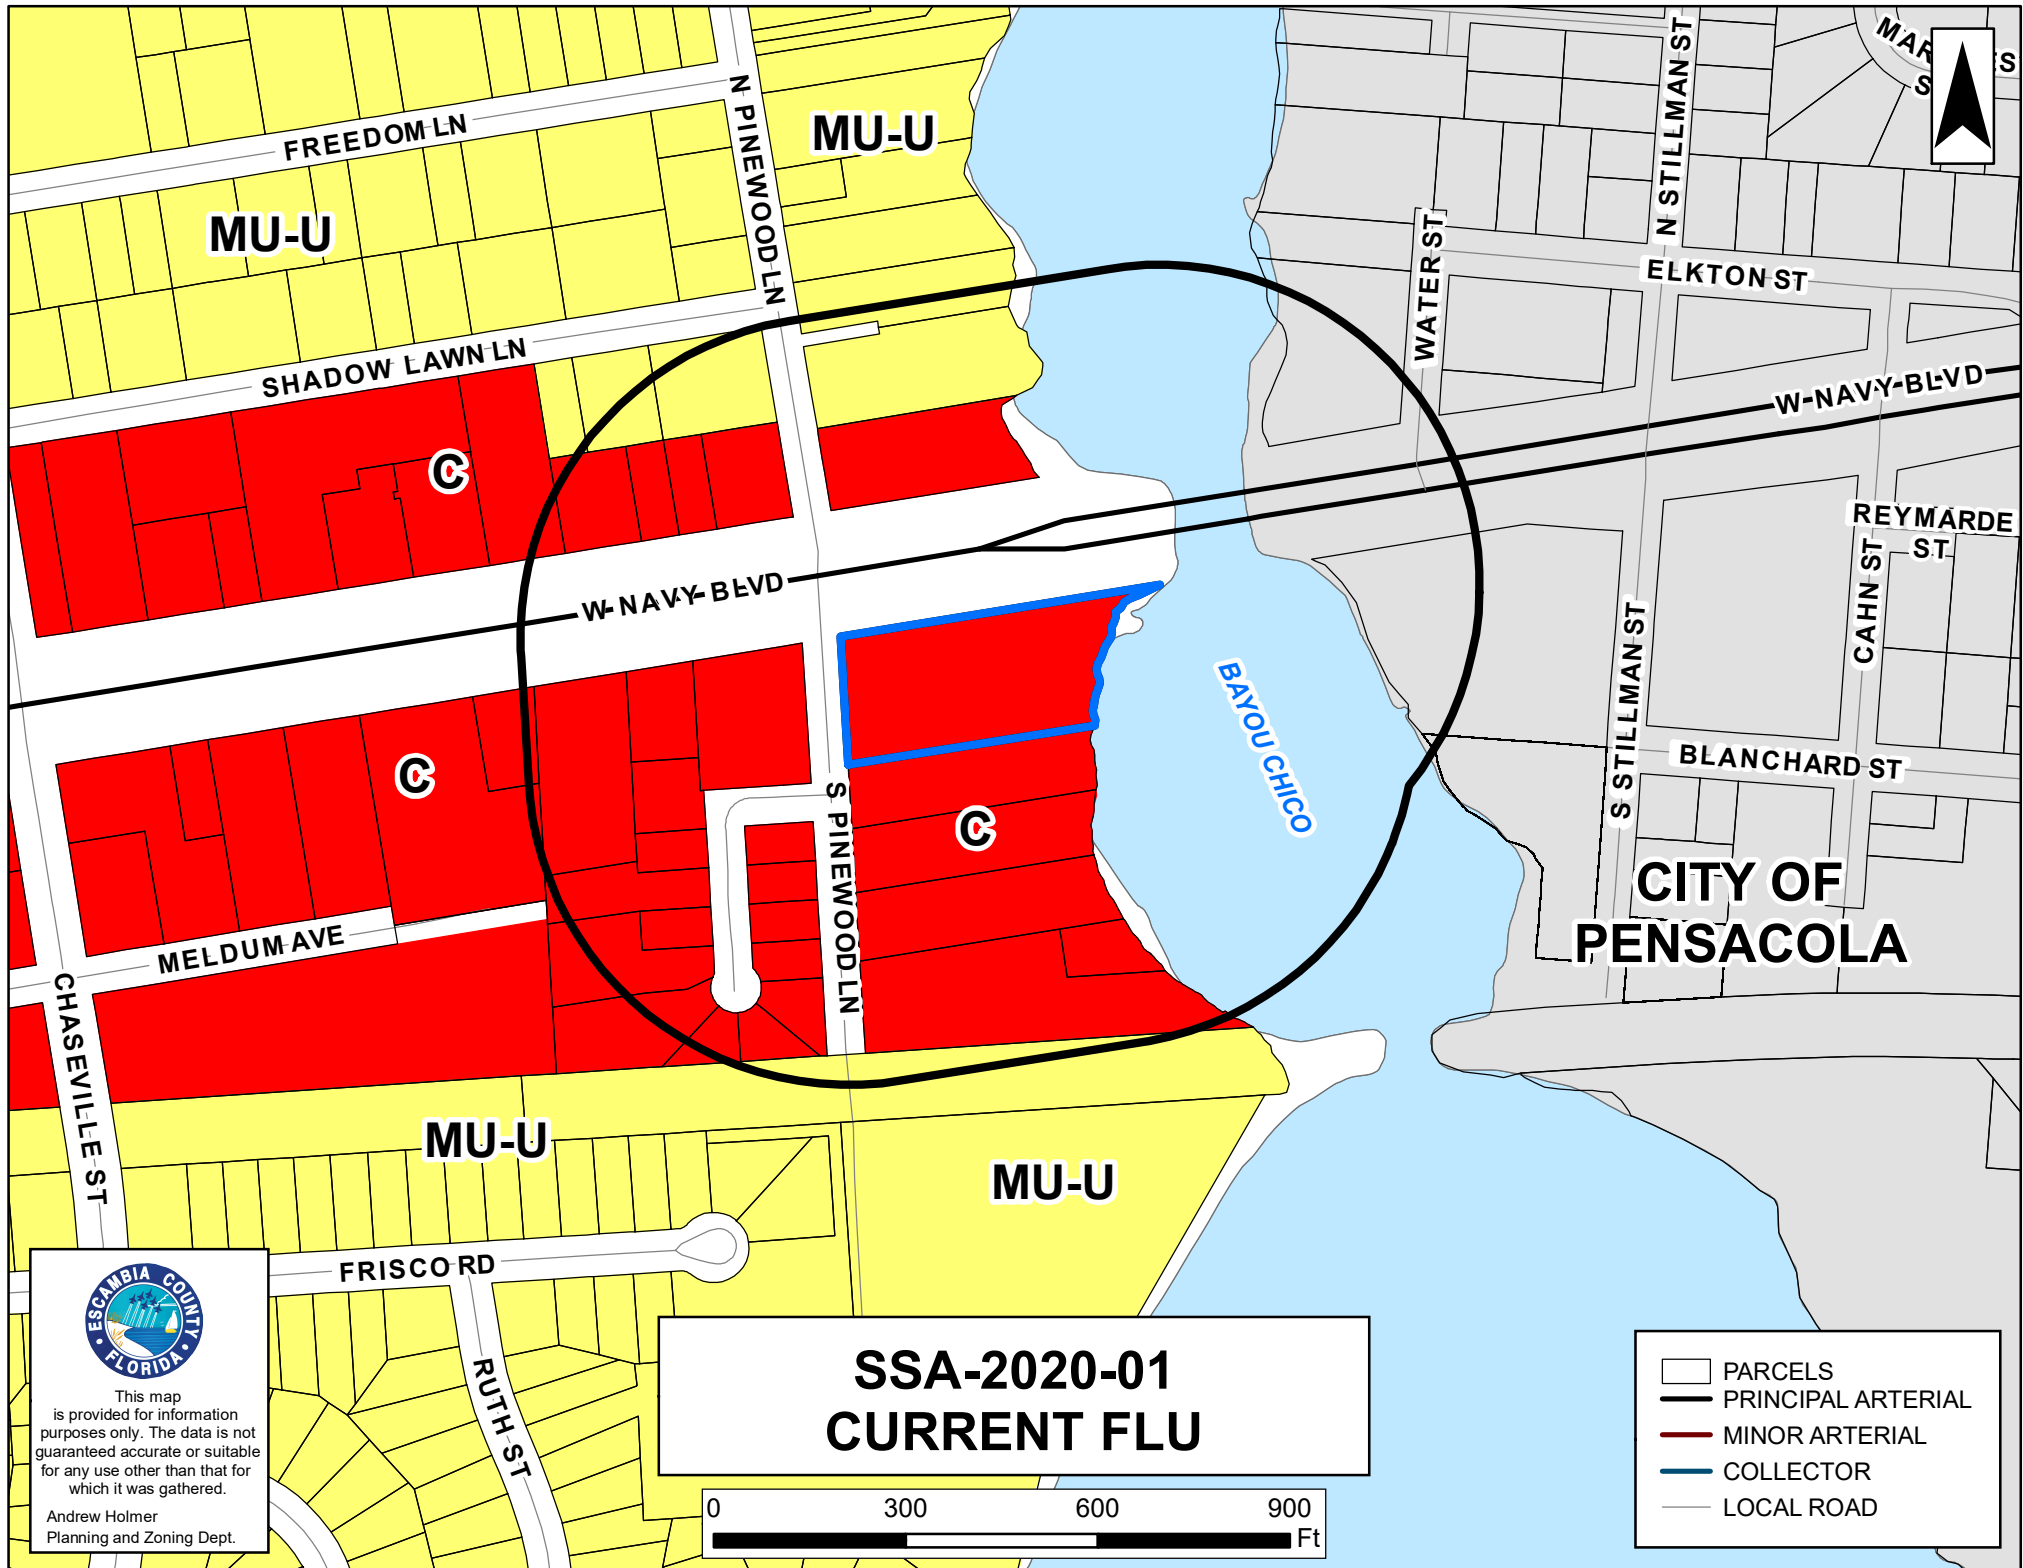 MU-U
FREEDOM LN
N PINEWOOD LN
MU-U
SHADOW LAWN LN
N STILLMAN ST
WATER ST
ELKTON ST
W NAVY BLVD
C
W NAVY BLVD
REYMARDE
ST
CAHN ST
S STILLMAN ST
BLANCHARD ST
BAYOU CHICO
C
C
S PINEWOOD LN
CITY OF
PENSACOLA
MELDUM AVE
CHASEVILLE ST
MU-U
MU-U
FRISCO RD
RUTH ST
ESCAMBIA COUNTY
FLORIDA
This map
is provided for information
purposes only. The data is not
guaranteed accurate or suitable
for any use other than that for
which it was gathered.
Andrew Holmer
Planning and Zoning Dept.
SSA-2020-01
CURRENT FLU
0 300 600 900
Ft
PARCELS
PRINCIPAL ARTERIAL
MINOR ARTERIAL
COLLECTOR
LOCAL ROAD